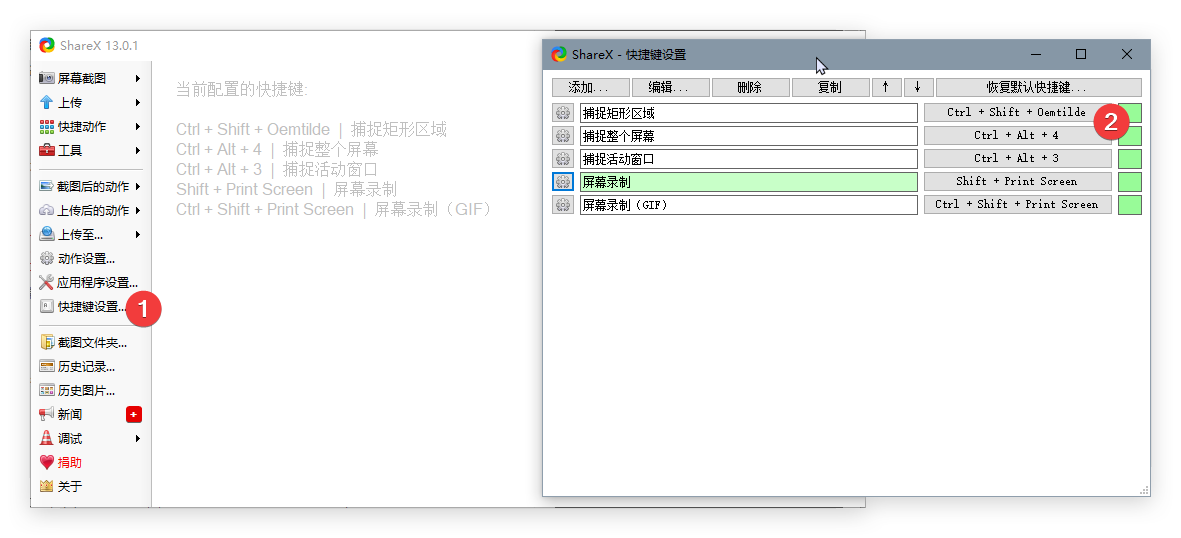 ShareX 13.0.1
屏幕截图
上传
快捷动作
工具
截图后的动作
上传后的动作
上传至...
动作设置...
应用程序设置...
快捷键设置...
1
截图文件夹...
历史记录...
历史图片...
新闻
+
调试
捐助
关于
当前配置的快捷键:
Ctrl + Shift + Oemtilde | 捕捉矩形区域
Ctrl + Alt + 4 | 捕捉整个屏幕
Ctrl + Alt + 3 | 捕捉活动窗口
Shift + Print Screen | 屏幕录制
Ctrl + Shift + Print Screen | 屏幕录制（GIF）
ShareX - 快捷键设置
添加... 编辑... 删除 复制 ↑ ↓ 恢复默认快捷键...
捕捉矩形区域 Ctrl + Shift + Oemtilde
2
捕捉整个屏幕 Ctrl + Alt + 4
捕捉活动窗口 Ctrl + Alt + 3
屏幕录制 Shift + Print Screen
屏幕录制（GIF） Ctrl + Shift + Print Screen